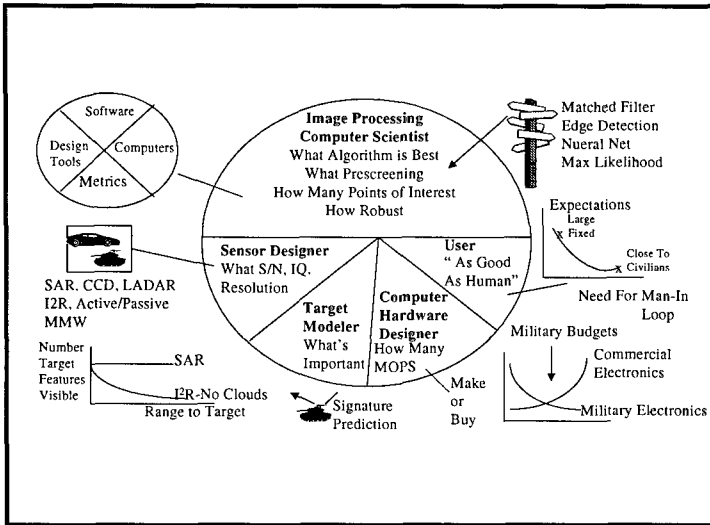 Software
Design
Tools
Computers
Metrics
Image Processing
Computer Scientist
What Algorithm is Best
What Prescreening
How Many Points of Interest
How Robust
Matched Filter
Edge Detection
Nueral Net
Max Likelihood
Sensor Designer
What S/N, IQ,
Resolution
User
" As Good
As Human"
Expectations
Large
x Fixed
Close To
x Civilians
Need For Man-In
Loop
SAR, CCD, LADAR
I2R, Active/Passive
MMW
Target
Modeler
What's
Important
Computer
Hardware
Designer
How Many
MOPS
Military Budgets
Commercial
Electronics
Military Electronics
Number
Target
Features
Visible
SAR
I²R-No Clouds
Range to Target
Signature
Prediction
Make
or
Buy